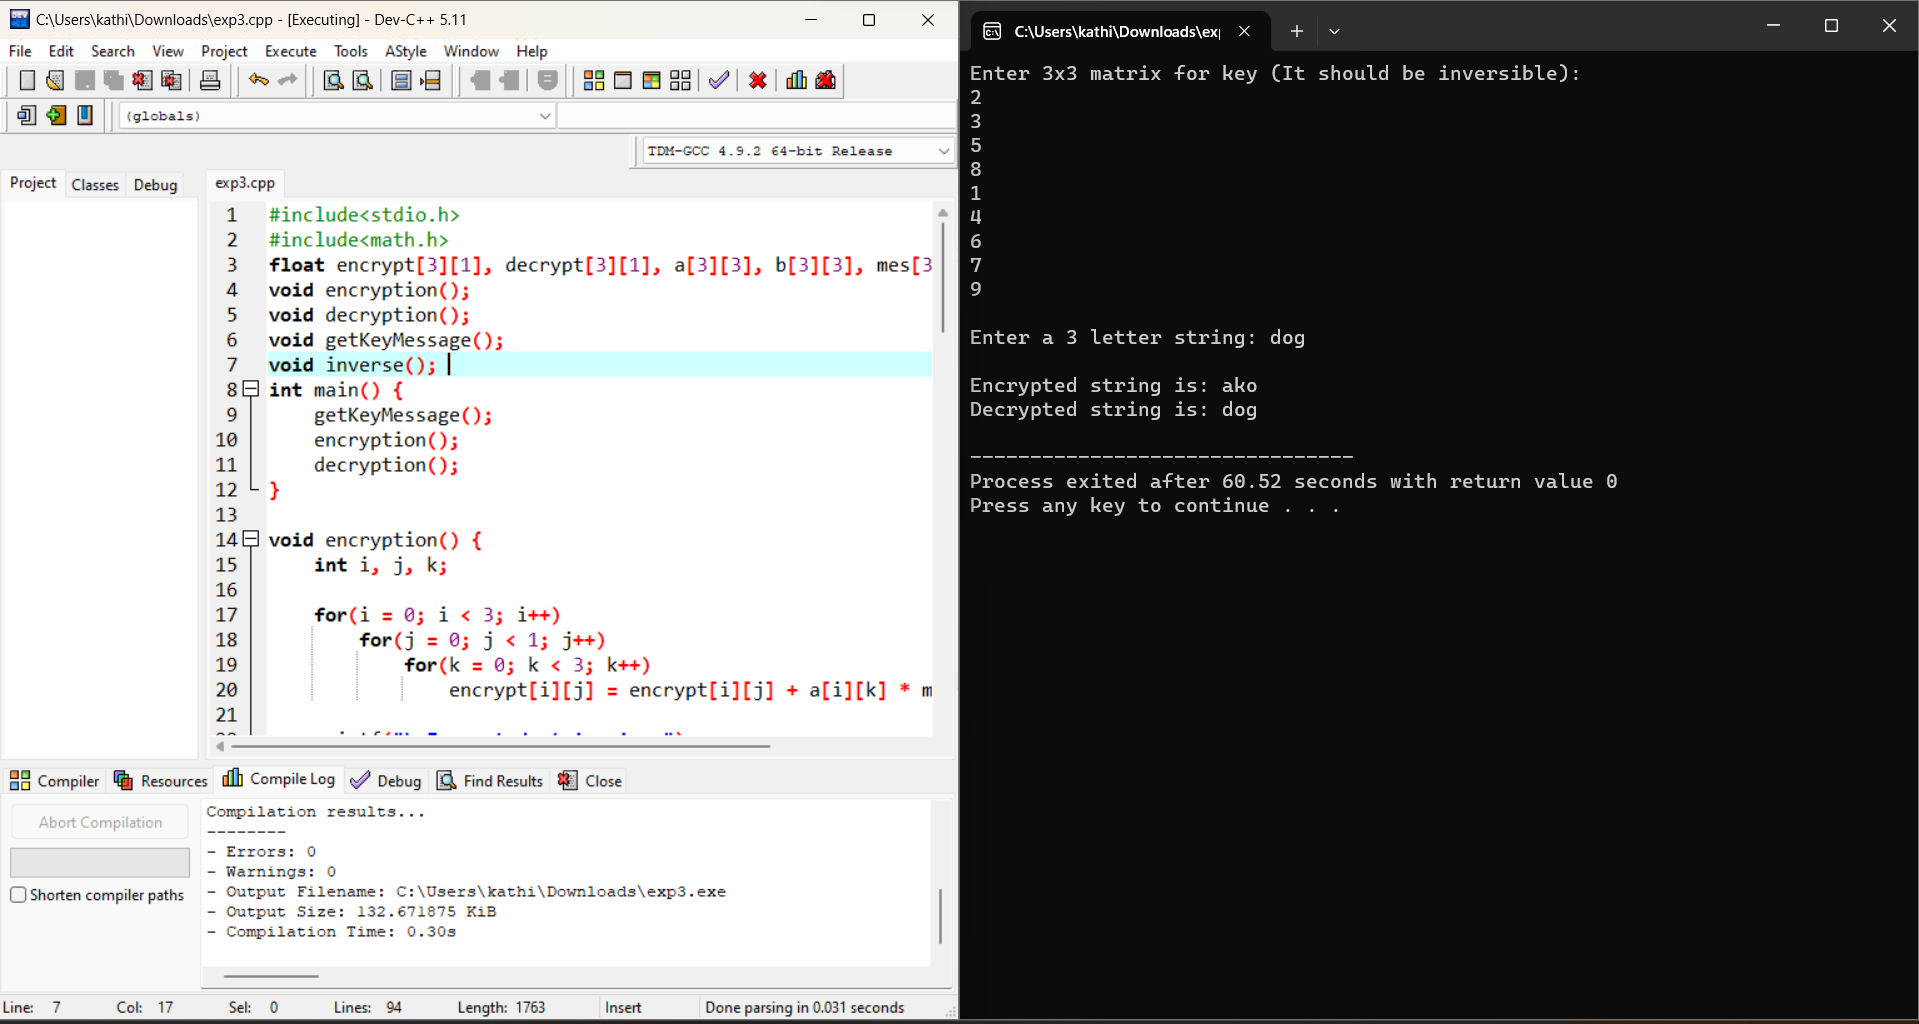 C:\Users\kathi\Downloads\exp3.cpp - [Executing] - Dev-C++ 5.11
File Edit Search View Project Execute Tools AStyle Window Help
(globals)
TDM-GCC 4.9.2 64-bit Release
Project Classes Debug
exp3.cpp
1 #include<stdio.h>
2 #include<math.h>
3 float encrypt[3][1], decrypt[3][1], a[3][3], b[3][3], mes[3
4 void encryption();
5 void decryption();
6 void getKeyMessage();
7 void inverse();
8 int main() {
9 getKeyMessage();
10 encryption();
11 decryption();
12 }
13
14 void encryption() {
15 int i, j, k;
16
17 for(i = 0; i < 3; i++)
18 for(j = 0; j < 1; j++)
19 for(k = 0; k < 3; k++)
20 encrypt[i][j] = encrypt[i][j] + a[i][k] * m
21
Compiler Resources Compile Log Debug Find Results Close
Abort Compilation
Shorten compiler paths
Compilation results...
--------
- Errors: 0
- Warnings: 0
- Output Filename: C:\Users\kathi\Downloads\exp3.exe
- Output Size: 132.671875 KiB
- Compilation Time: 0.30s
Line: 7 Col: 17 Sel: 0 Lines: 94 Length: 1763 Insert Done parsing in 0.031 seconds
C:\Users\kathi\Downloads\exp
Enter 3x3 matrix for key (It should be inversible):
2
3
5
8
1
4
6
7
9
Enter a 3 letter string: dog
Encrypted string is: ako
Decrypted string is: dog
--------------------------------
Process exited after 60.52 seconds with return value 0
Press any key to continue . . .